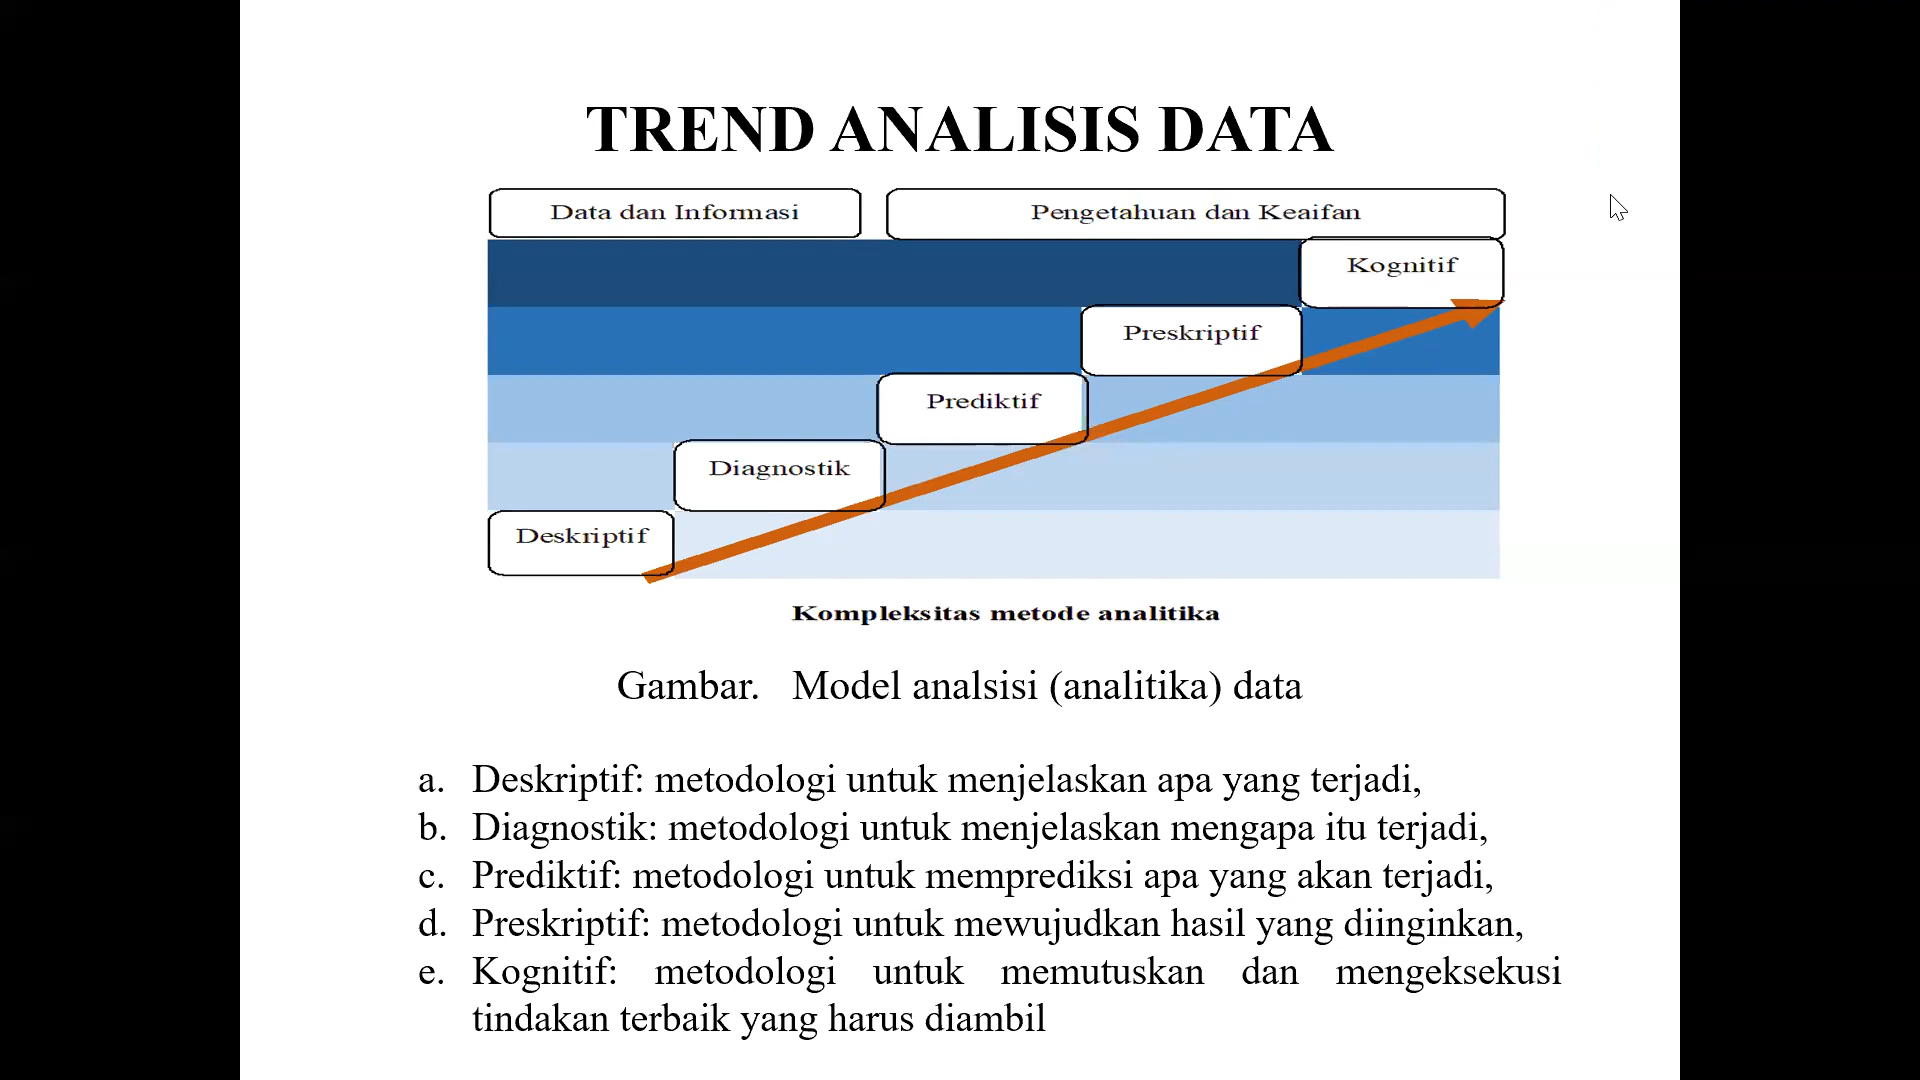 TREND ANALISIS DATA
Data dan Informasi
Pengetahuan dan Keaifan
Kognitif
Preskriptif
Prediktif
Diagnostik
Deskriptif
Kompleksitas metode analitika
Gambar. Model analsisi (analitika) data
a. Deskriptif: metodologi untuk menjelaskan apa yang terjadi,
b. Diagnostik: metodologi untuk menjelaskan mengapa itu terjadi,
c. Prediktif: metodologi untuk memprediksi apa yang akan terjadi,
d. Preskriptif: metodologi untuk mewujudkan hasil yang diinginkan,
e. Kognitif: metodologi untuk memutuskan dan mengeksekusi
tindakan terbaik yang harus diambil